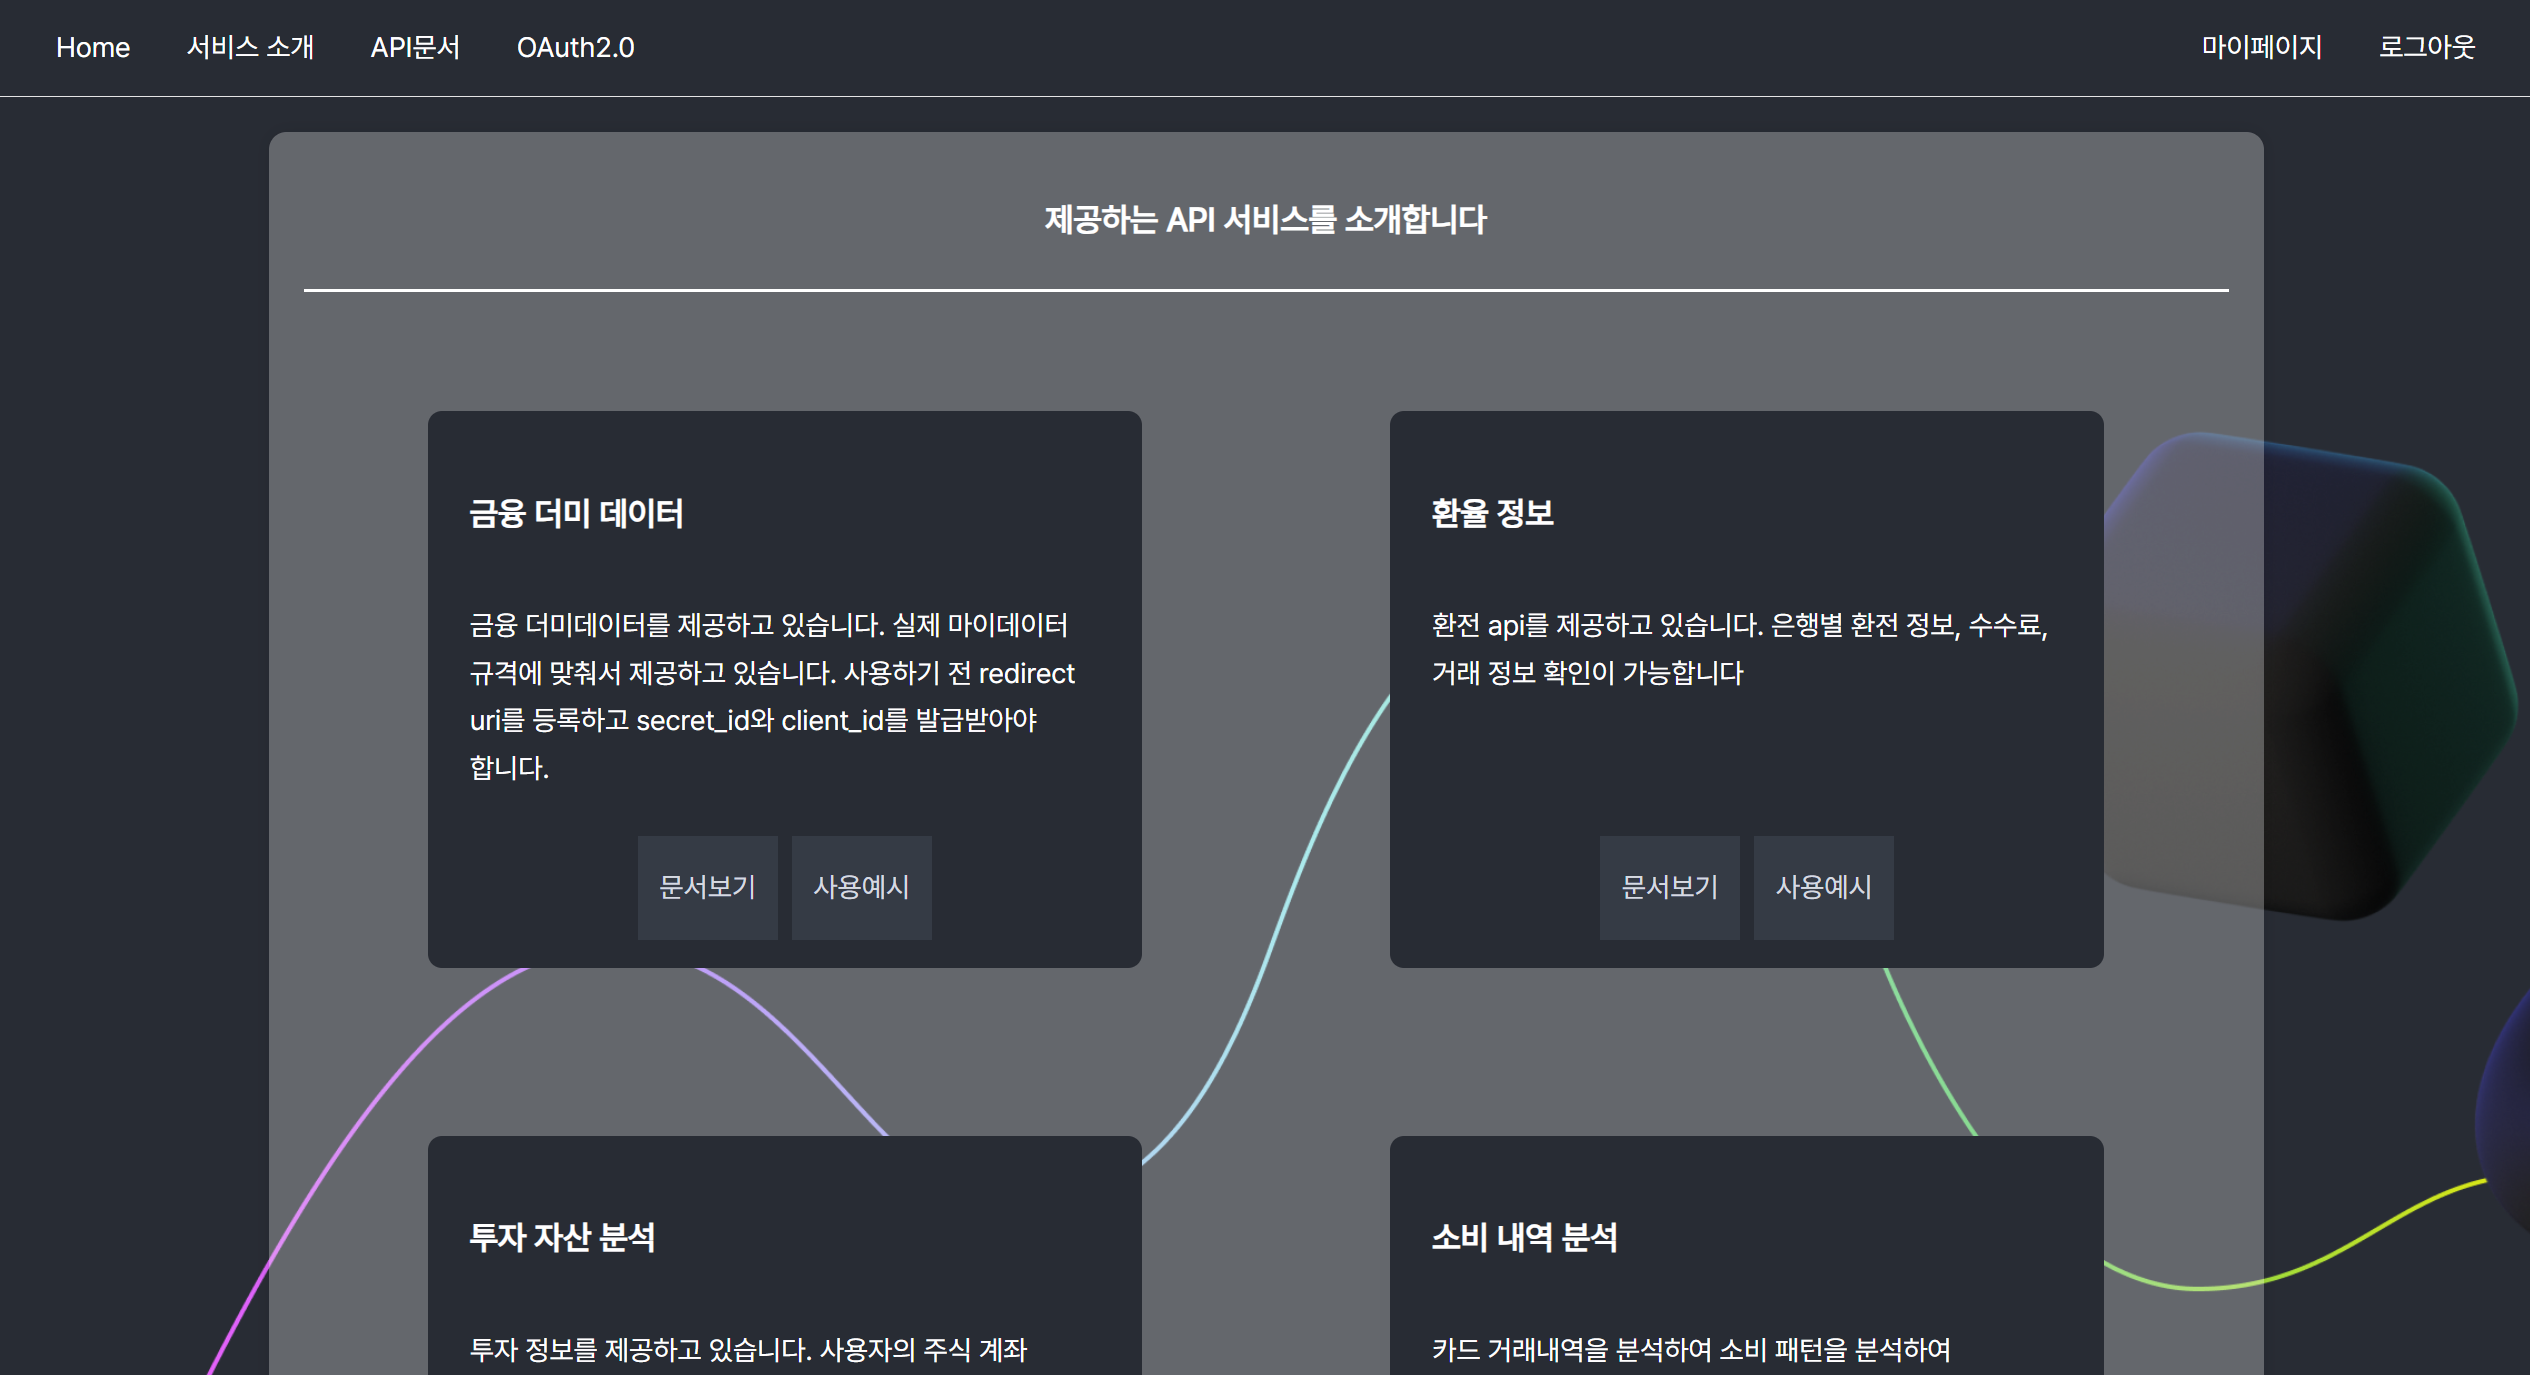 Home 서비스 소개 API문서 OAuth2.0 마이페이지 로그아웃
제공하는 API 서비스를 소개합니다
금융 더미 데이터
금융 더미데이터를 제공하고 있습니다. 실제 마이데이터
규격에 맞춰서 제공하고 있습니다. 사용하기 전 redirect
uri를 등록하고 secret_id와 client_id를 발급받아야
합니다.
문서보기 사용예시
환율 정보
환전 api를 제공하고 있습니다. 은행별 환전 정보, 수수료,
거래 정보 확인이 가능합니다
문서보기 사용예시
투자 자산 분석
투자 정보를 제공하고 있습니다. 사용자의 주식 계좌
소비 내역 분석
카드 거래내역을 분석하여 소비 패턴을 분석하여